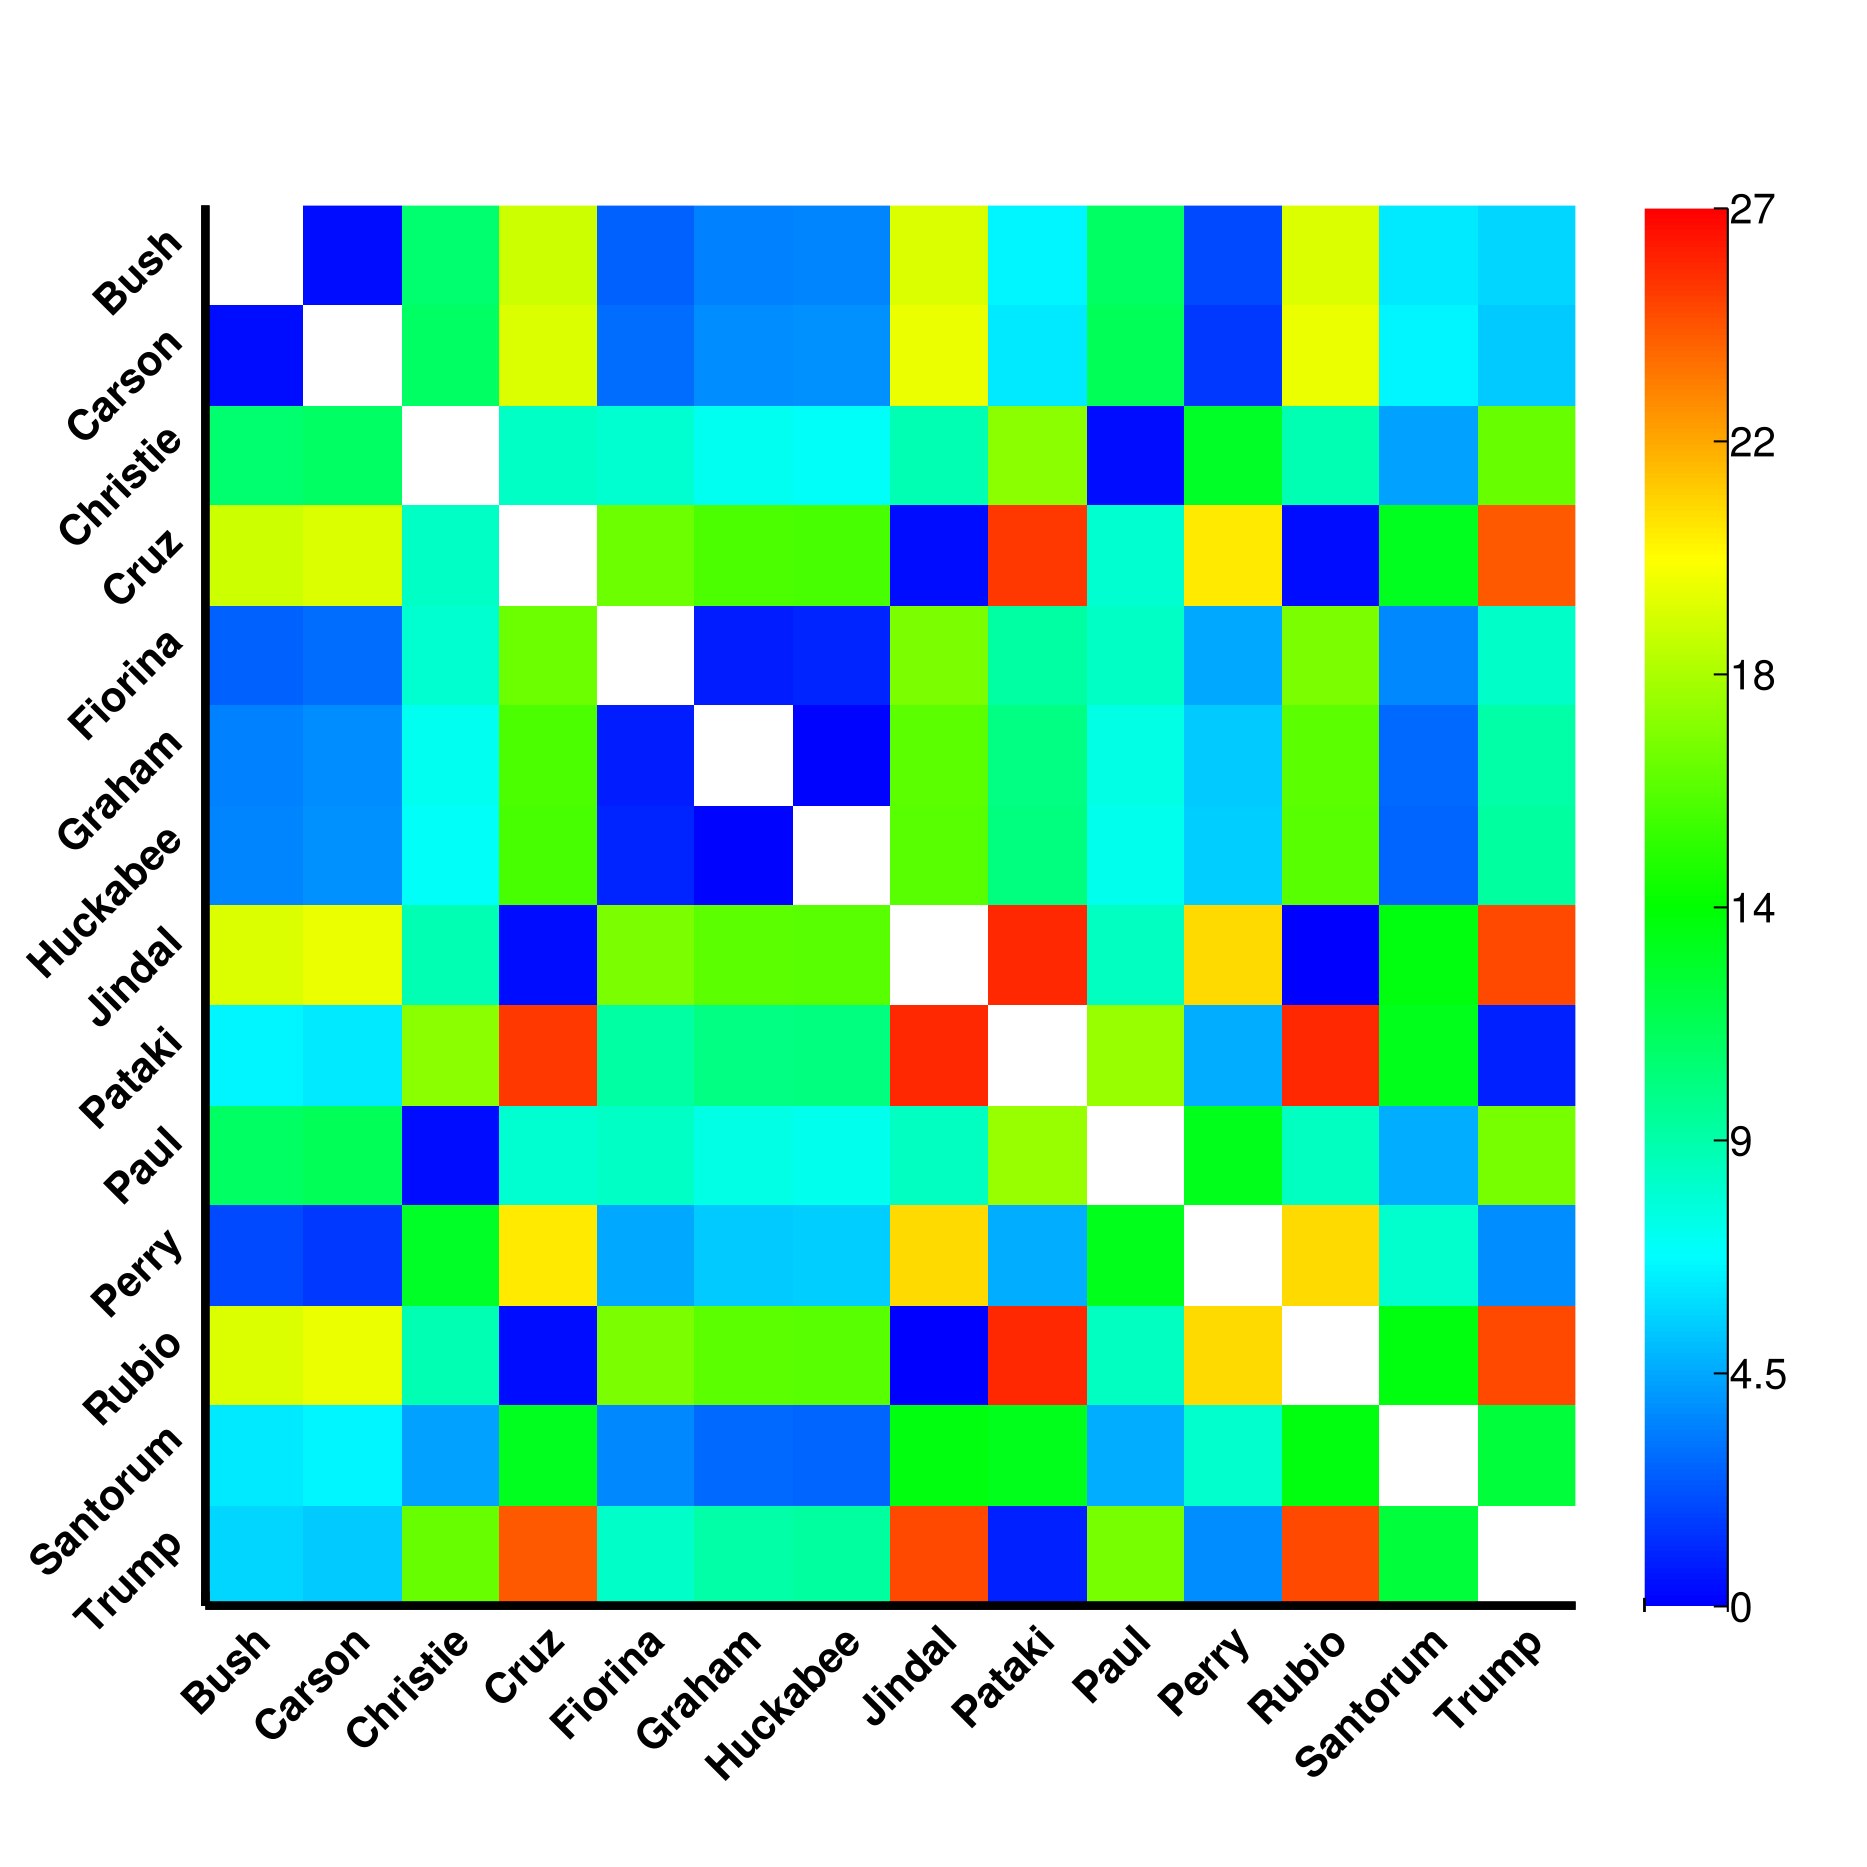 Bush
Carson
Christie
Cruz
Fiorina
Graham
Huckabee
Jindal
Pataki
Paul
Perry
Rubio
Santorum
Trump
Bush
Carson
Christie
Cruz
Fiorina
Graham
Huckabee
Jindal
Pataki
Paul
Perry
Rubio
Santorum
Trump
27
22
18
14
9
4.5
0